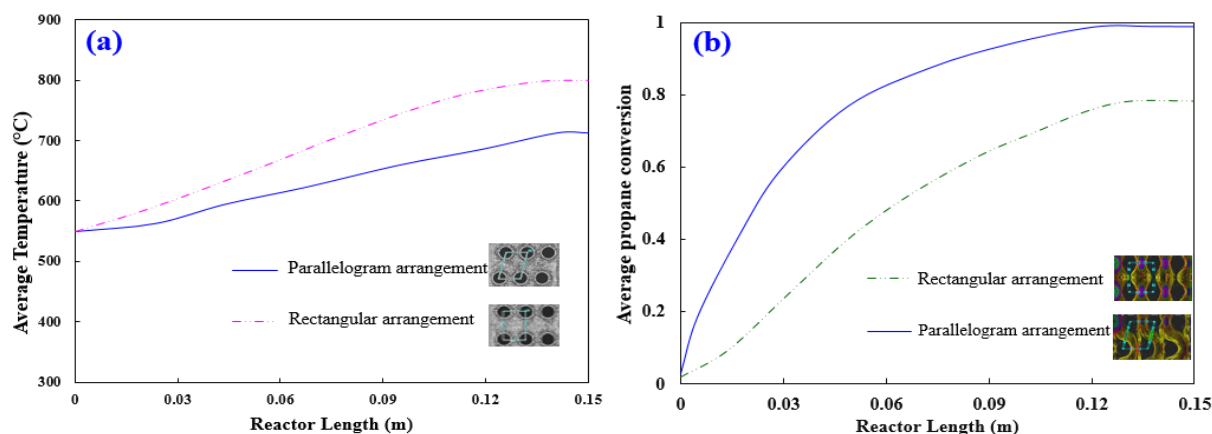 (a)
Average Temperature (°C)
900
800
700
600
500
400
300
0
0.03
0.06
0.09
0.12
0.15
Reactor Length (m)
Parallelogram arrangement
Rectangular arrangement
(b)
Average propane conversion
1
0.8
0.6
0.4
0.2
0
0
0.03
0.06
0.09
0.12
0.15
Reactor Length (m)
Rectangular arrangement
Parallelogram arrangement